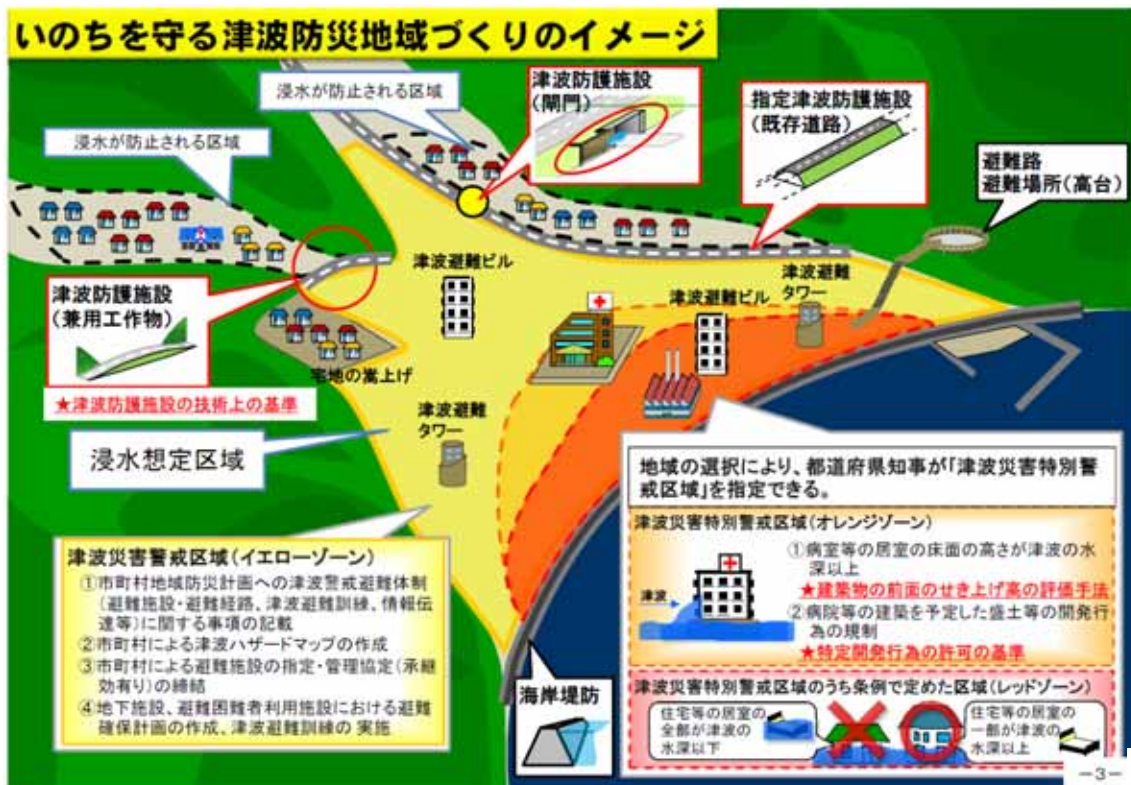 いのちを守る津波防災地域づくりのイメージ
浸水が防止される区域
浸水が防止される区域
津波防護施設
(閘門)
指定津波防護施設
(既存道路)
避難路
避難場所(高台)
津波防護施設
(兼用工作物)
★津波防護施設の技術上の基準
宅地の嵩上げ
津波避難ビル
津波避難ビル
津波避難
タワー
津波避難
タワー
浸水想定区域
津波災害警戒区域(イエローゾーン)
①市町村地域防災計画への津波警戒避難体制
(避難施設・避難経路、津波避難訓練、情報伝
達等)に関する事項の記載
②市町村による津波ハザードマップの作成
③市町村による避難施設の指定・管理協定(承継
効有り)の締結
④地下施設、避難困難者利用施設における避難
確保計画の作成、津波避難訓練の 実施
海岸堤防
地域の選択により、都道府県知事が「津波災害特別警
戒区域」を指定できる。
津波災害特別警戒区域(オレンジゾーン)
津波
①病室等の居室の床面の高さが津波の水
深以上
★建築物の前面のせき上げ高の評価手法
②病院等の建築を予定した盛土等の開発行
為の規制
★特定開発行為の許可の基準
津波災害特別警戒区域のうち条例で定めた区域(レッドゾーン)
住宅等の居室の
全部が津波の
水深以下
住宅等の居室の
一部が津波の
水深以上
-3-